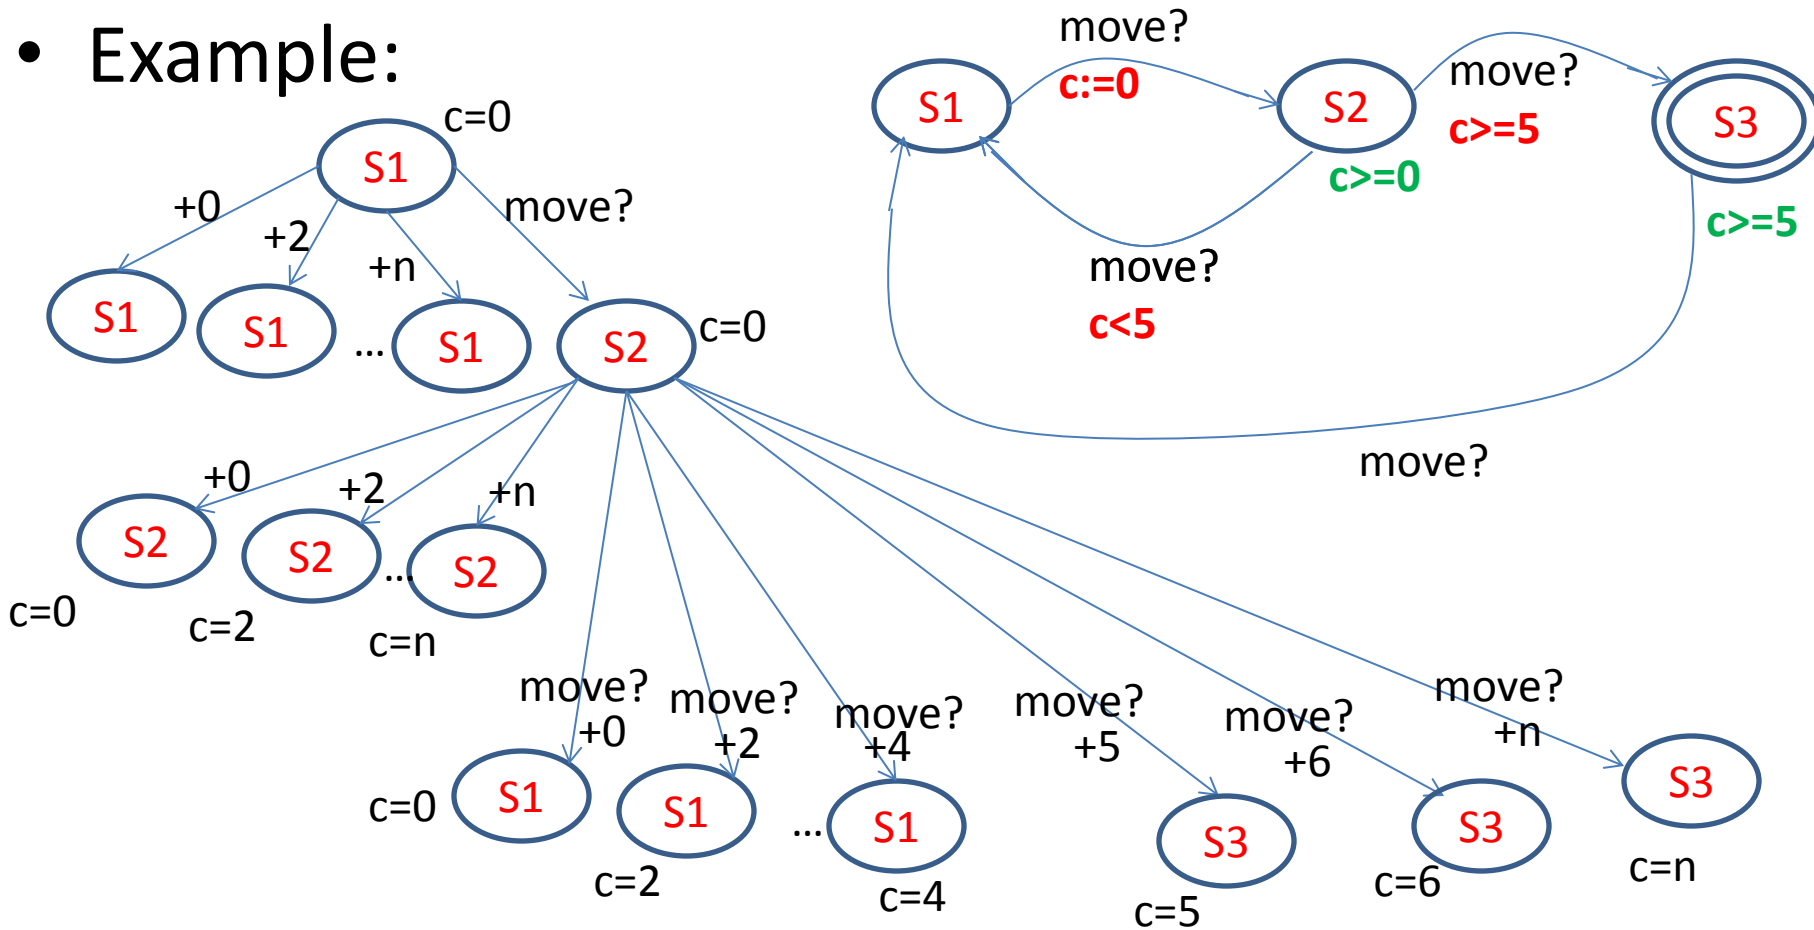 • Example:
move?
c:=0
S1
S2
move?
c>=5
S3
c>=0
c>=5
move?
c<5
move?
c=0
S1
+0
+2
+n
move?
S1
S1
...
S1
S2
c=0
+0
+2
+n
S2
S2
...
S2
c=0
c=2
c=n
move?
+0
move?
+2
move?
+4
move?
+5
move?
+6
move?
+n
c=0
S1
S1
...
S1
S3
S3
S3
c=2
c=4
c=5
c=6
c=n